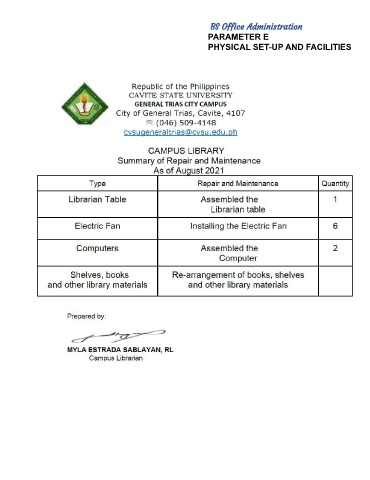 BS Office Administration
PARAMETER E
PHYSICAL SET-UP AND FACILITIES
Republic of the Philippines
CAVITE STATE UNIVERSITY
GENERAL TRIAS CITY CAMPUS
City of General Trias, Cavite, 4107
☏ (046) 509-4148
cvsugeneraltrias@cvsu.edu.ph
CAMPUS LIBRARY
Summary of Repair and Maintenance
As of August 2021
Type Repair and Maintenance Quantity
Librarian Table Assembled the 1
Librarian table
Electric Fan Installing the Electric Fan 6
Computers Assembled the 2
Computer
Shelves, books Re-arrangement of books, shelves
and other library materials and other library materials
Prepared by:
MYLA ESTRADA SABLAYAN, RL
Campus Librarian